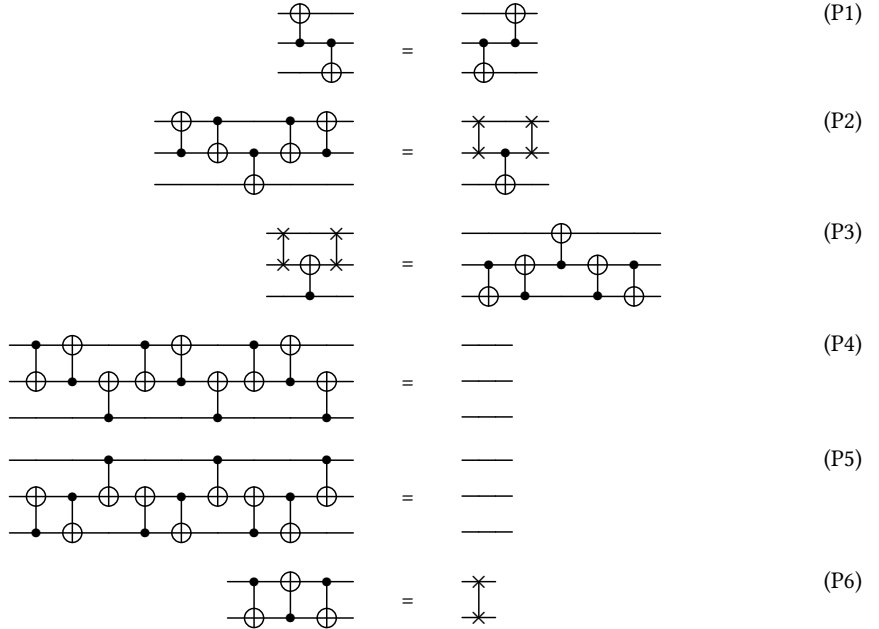 = (P1)
= (P2)
= (P3)
= (P4)
= (P5)
= (P6)